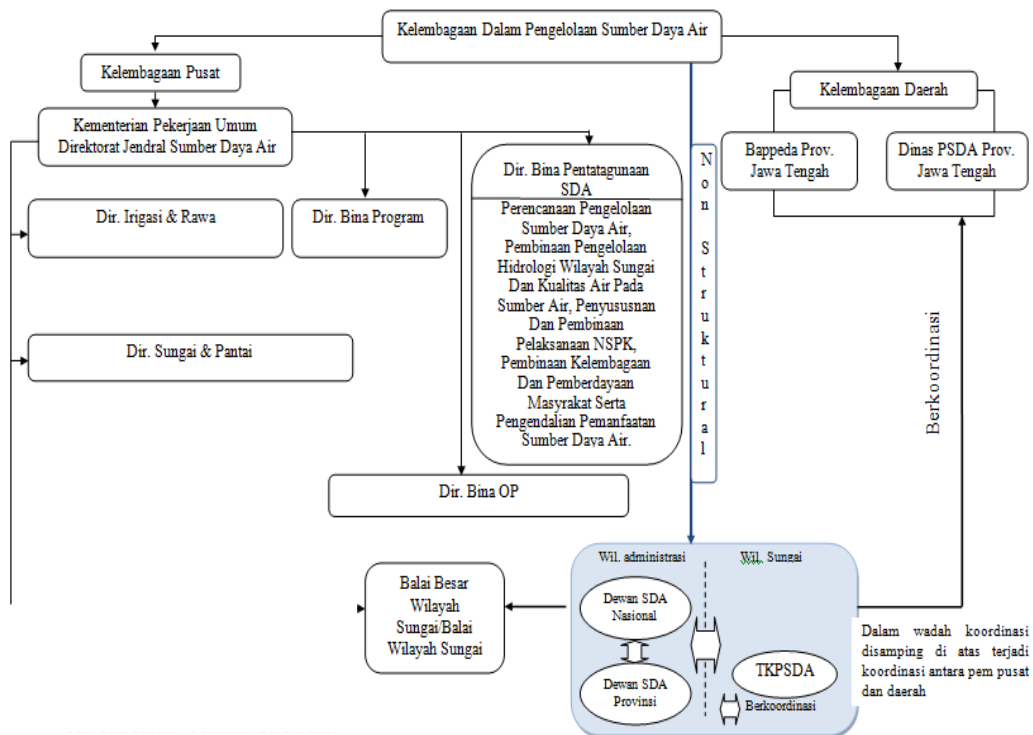 Kelembagaan Dalam Pengelolaan Sumber Daya Air
Kelembagaan Pusat
Kelembagaan Daerah
Kementerian Pekerjaan Umum
Direktorat Jendral Sumber Daya Air
Bappeda Prov.
Jawa Tengah
Dinas PSDA Prov.
Jawa Tengah
Dir. Irigasi & Rawa
Dir. Bina Program
Dir. Bina Pentatagunaan
SDA
Perencanaan Pengelolaan
Sumber Daya Air,
Pembinaan Pengelolaan
Hidrologi Wilayah Sungai
Dan Kualitas Air Pada
Sumber Air, Penyususnan
Dan Pembinaan
Pelaksanaan NSPK,
Pembinaan Kelembagaan
Dan Pemberdayaan
Masyrakat Serta
Pengendalian Pemanfaatan
Sumber Daya Air.
Non Struktural
Berkoordinasi
Dir. Sungai & Pantai
Dir. Bina OP
Balai Besar
Wilayah
Sungai/Balai
Wilayah Sungai
Wil. administrasi
Wil. Sungai
Dewan SDA
Nasional
Dewan SDA
Provinsi
TKPSDA
Berkoordinasi
Dalam wadah koordinasi
disamping di atas terjadi
koordinasi antara pem pusat
dan daerah